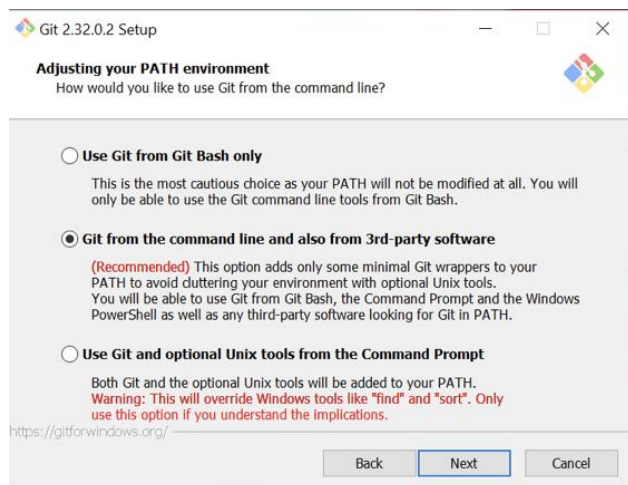 Git 2.32.0.2 Setup
Adjusting your PATH environment
How would you like to use Git from the command line?
Use Git from Git Bash only
This is the most cautious choice as your PATH will not be modified at all. You will
only be able to use the Git command line tools from Git Bash.
Git from the command line and also from 3rd-party software
(Recommended) This option adds only some minimal Git wrappers to your
PATH to avoid cluttering your environment with optional Unix tools.
You will be able to use Git from Git Bash, the Command Prompt and the Windows
PowerShell as well as any third-party software looking for Git in PATH.
Use Git and optional Unix tools from the Command Prompt
Both Git and the optional Unix tools will be added to your PATH.
Warning: This will override Windows tools like "find" and "sort". Only
use this option if you understand the implications.
https://gitforwindows.org/
Back Next Cancel